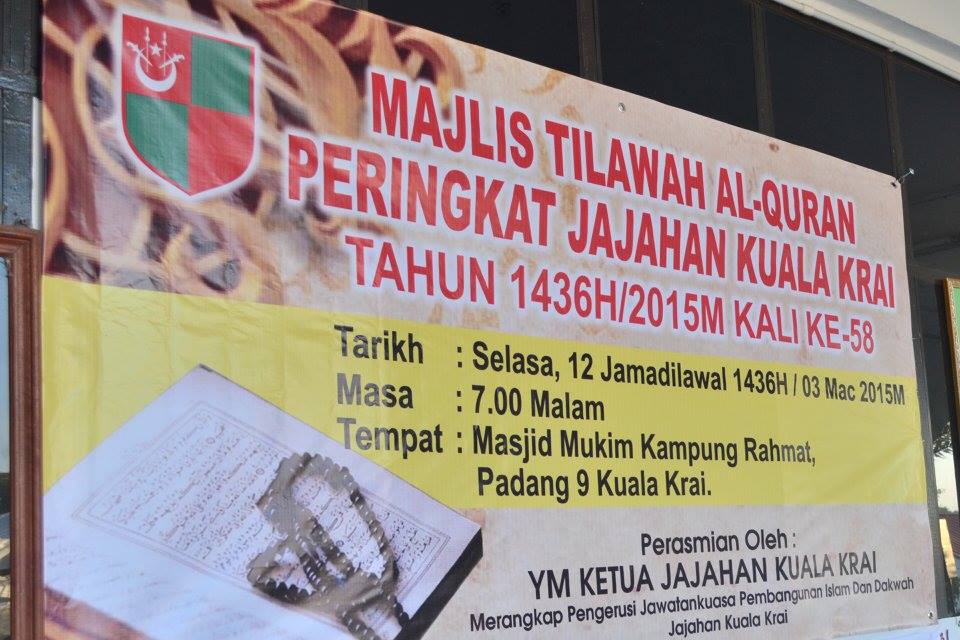 MAJLIS TILAWAH AL-QURAN
PERINGKAT JAJAHAN KUALA KRAI
TAHUN 1436H/2015M KALI KE-58
Tarikh : Selasa, 12 Jamadilawal 1436H / 03 Mac 2015M
Masa : 7.00 Malam
Tempat : Masjid Mukim Kampung Rahmat,
Padang 9 Kuala Krai.
Perasmian Oleh :
YM KETUA JAJAHAN KUALA KRAI
Merangkap Pengerusi Jawatankuasa Pembangunan Islam Dan Dakwah
Jajahan Kuala Krai